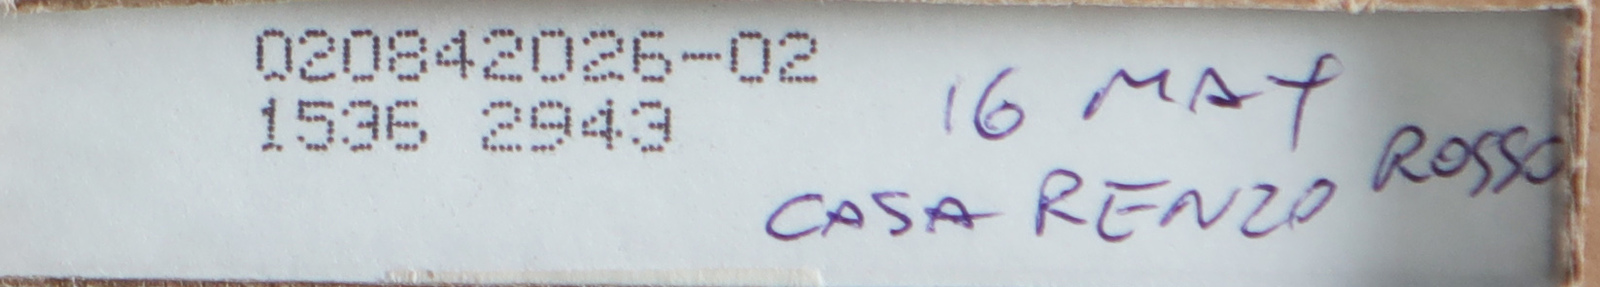 020842026-02
1536 2943
16 MAY
CASA RENZO ROSSO